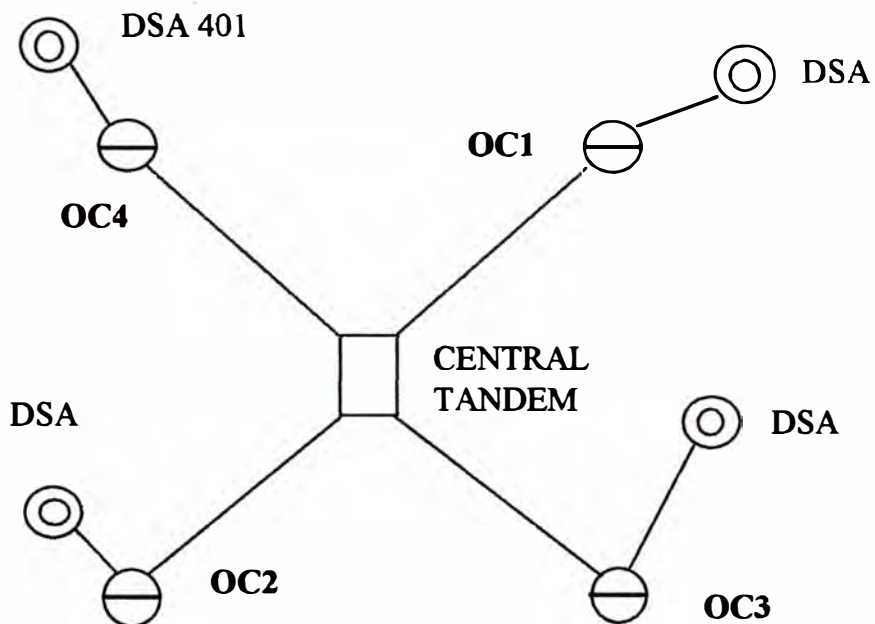 DSA 401
DSA
OC1
OC4
CENTRAL
TANDEM
DSA
DSA
OC2
OC3